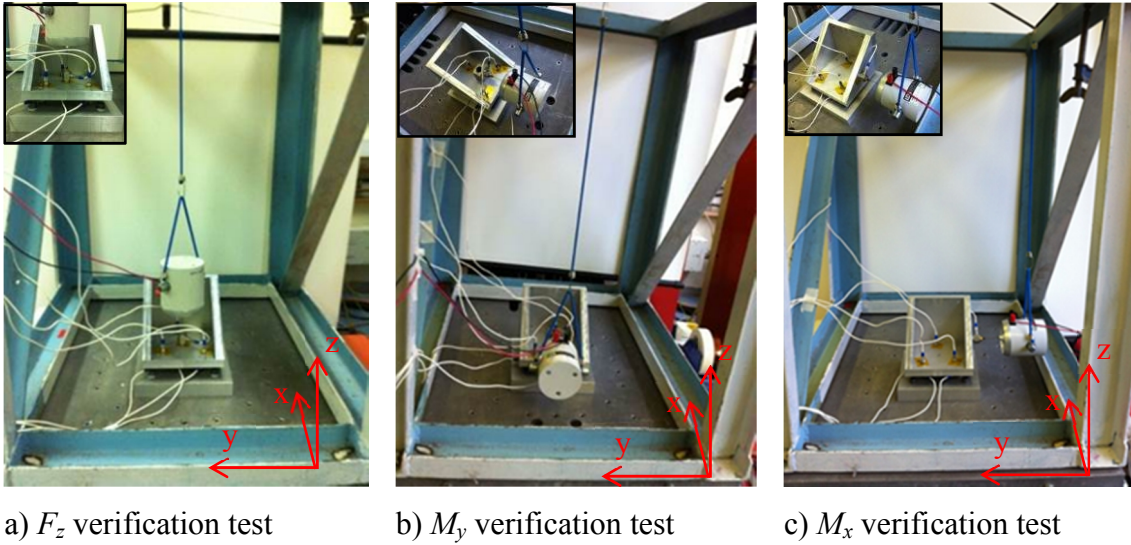 z
x
y
z
x
y
z
x
y
a) Fz verification test
b) My verification test
c) Mx verification test